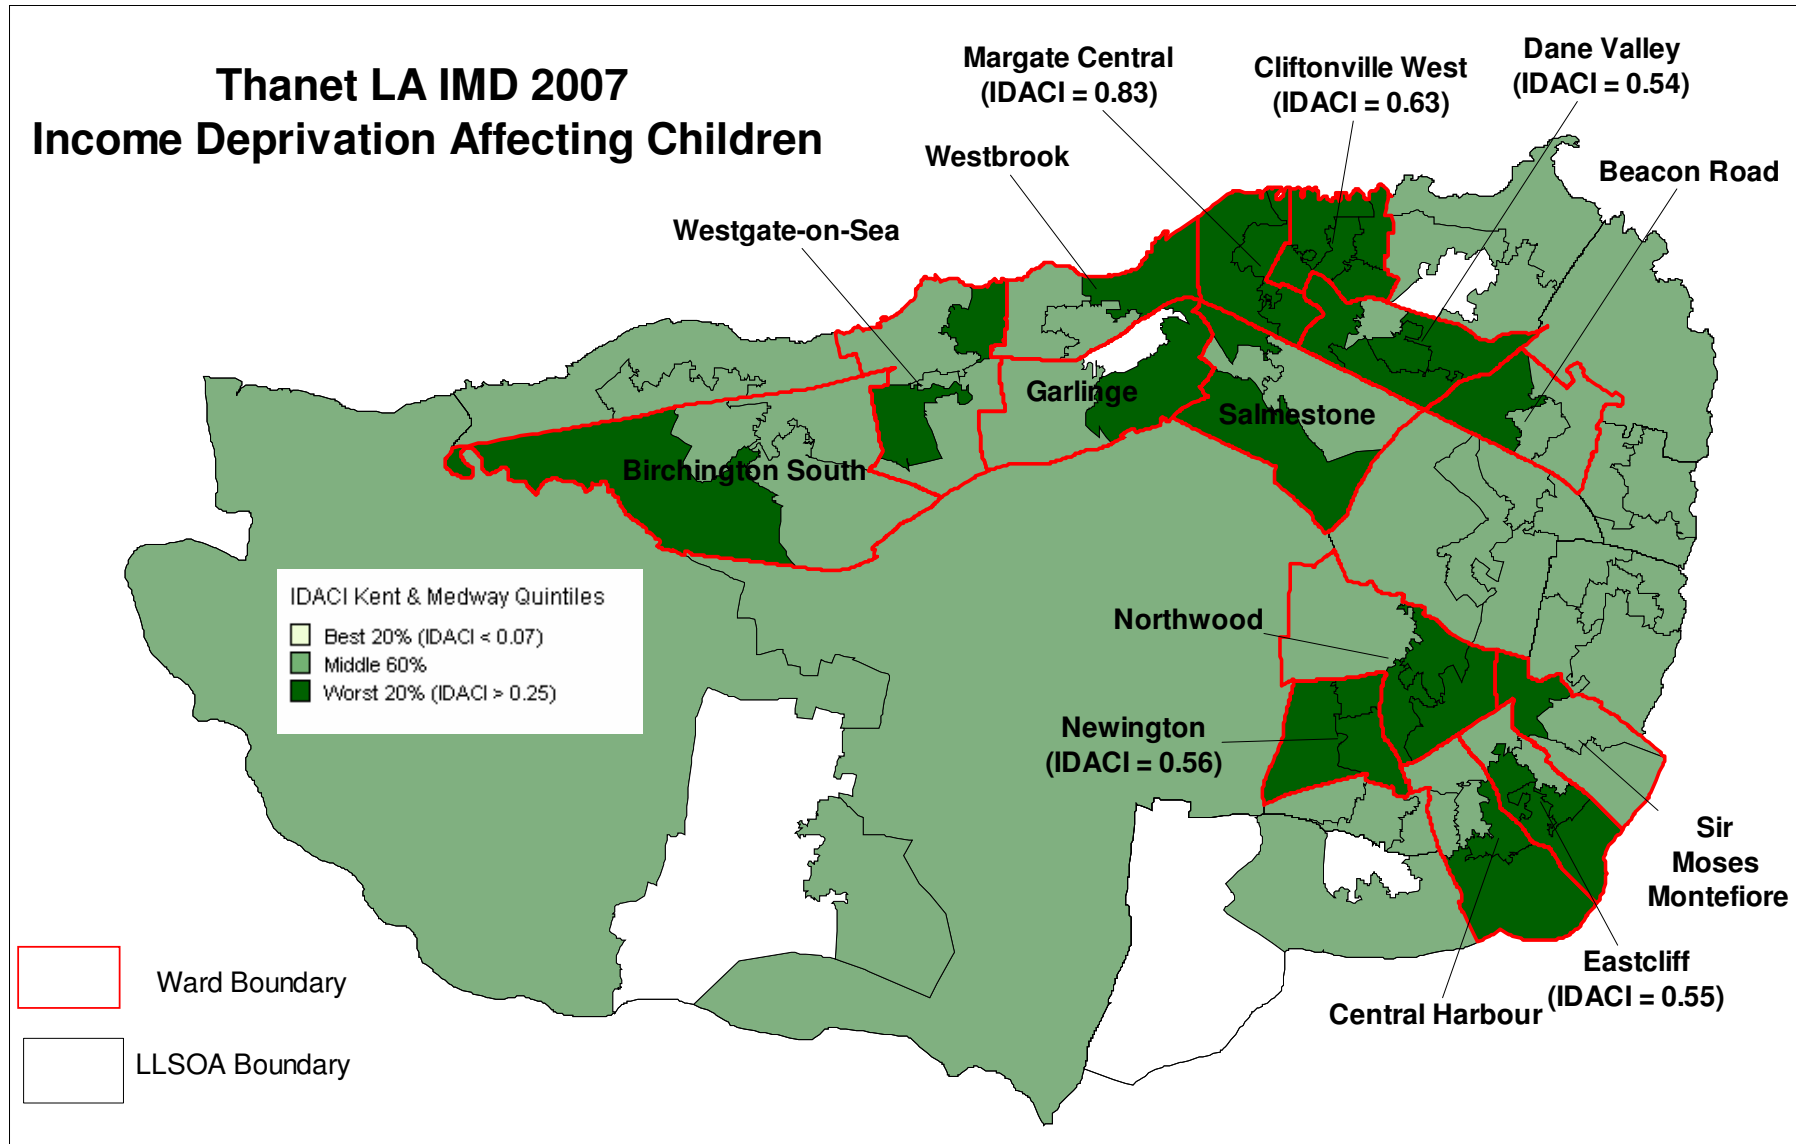 Thanet LA IMD 2007
Income Deprivation Affecting Children
Margate Central
(IDACI = 0.83)
Cliftonville West
(IDACI = 0.63)
Dane Valley
(IDACI = 0.54)
Westbrook
Beacon Road
Westgate-on-Sea
Garlinge
Salmestone
Birchington South
IDACI Kent & Medway Quintiles
Best 20% (IDACI < 0.07)
Middle 60%
Worst 20% (IDACI > 0.25)
Northwood
Newington
(IDACI = 0.56)
Sir
Moses
Montefiore
Eastcliff
(IDACI = 0.55)
Central Harbour
Ward Boundary
LLSOA Boundary